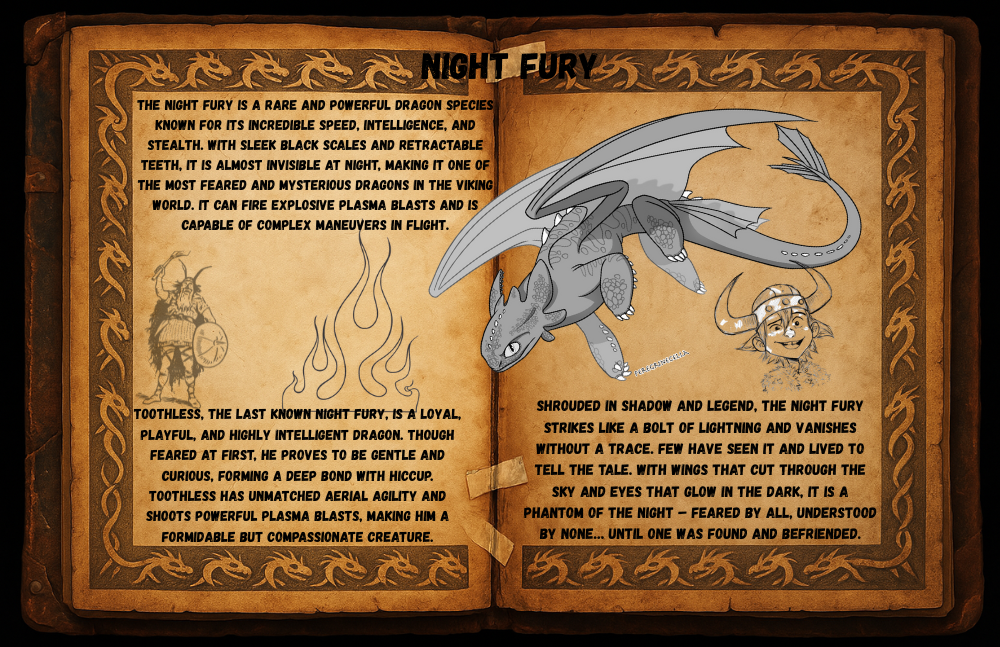 NIGHT FURY
THE NIGHT FURY IS A RARE AND POWERFUL DRAGON SPECIES
KNOWN FOR ITS INCREDIBLE SPEED, INTELLIGENCE, AND
STEALTH. WITH SLEEK BLACK SCALES AND RETRACTABLE
TEETH, IT IS ALMOST INVISIBLE AT NIGHT, MAKING IT ONE OF
THE MOST FEARED AND MYSTERIOUS DRAGONS IN THE VIKING
WORLD. IT CAN FIRE EXPLOSIVE PLASMA BLASTS AND IS
CAPABLE OF COMPLEX MANEUVERS IN FLIGHT.
TOOTHLESS, THE LAST KNOWN NIGHT FURY, IS A LOYAL,
PLAYFUL, AND HIGHLY INTELLIGENT DRAGON. THOUGH
FEARED AT FIRST, HE PROVES TO BE GENTLE AND
CURIOUS, FORMING A DEEP BOND WITH HICCUP.
TOOTHLESS HAS UNMATCHED AERIAL AGILITY AND
SHOOTS POWERFUL PLASMA BLASTS, MAKING HIM A
FORMIDABLE BUT COMPASSIONATE CREATURE.
SHROUDED IN SHADOW AND LEGEND, THE NIGHT FURY
STRIKES LIKE A BOLT OF LIGHTNING AND VANISHES
WITHOUT A TRACE. FEW HAVE SEEN IT AND LIVED TO
TELL THE TALE. WITH WINGS THAT CUT THROUGH THE
SKY AND EYES THAT GLOW IN THE DARK, IT IS A
PHANTOM OF THE NIGHT – FEARED BY ALL, UNDERSTOOD
BY NONE... UNTIL ONE WAS FOUND AND BEFRIENDED.